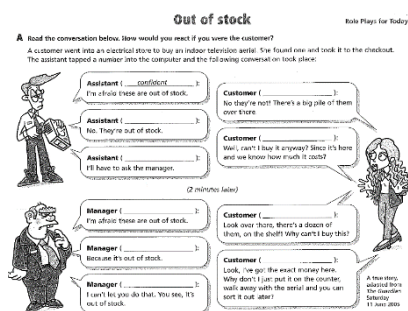 Out of stock
Role Plays for Today
A Read the conversation below. How would you react if you were the customer?
A customer went into an electrical store to buy an indoor television aerial. She found one and took it to the checkout.
The assistant tapped a number into the computer and the following conversation took place:
Assistant ( confident ):
I'm afraid these are out of stock.
Customer ( ):
No they're not! There's a big pile of them
over there
Assistant ( ):
No. They're out of stock.
Customer ( ):
Well, can't I buy it anyway? Since it's here
and we know how much it costs?
Assistant ( ):
I'll have to ask the manager.
(2 minutes later)
Manager ( ):
I'm afraid these are out of stock.
Customer ( ):
Look over there, there's a dozen of
them, on the shelf! Why can't I buy this?
Manager ( ):
Because it's out of stock.
Customer ( ):
Look, I've got the exact money here.
Why don't I just put it on the counter,
walk away with the aerial and you can
sort it out later?
Manager ( ):
I can't let you do that. You see, it's
out of stock.
A true story,
adapted from
The Guardian
Saturday
11 June 2005